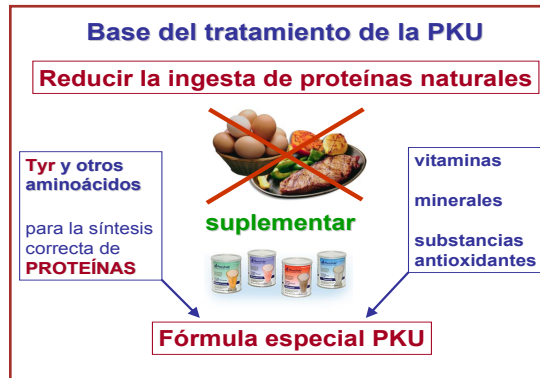 Base del tratamiento de la PKU
Reducir la ingesta de proteínas naturales
Tyr y otros
aminoácidos
para la síntesis
correcta de
PROTEÍNAS
suplementar
vitaminas
minerales
substancias
antioxidantes
Fórmula especial PKU